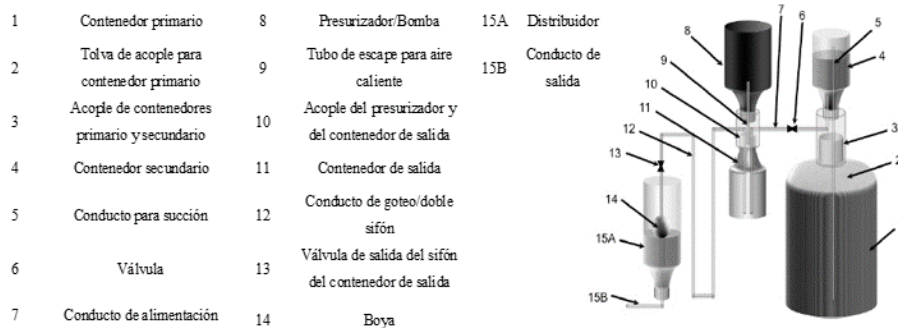 1 Contenedor primario 8 Presurizador/Bomba 15A Distribuidor
2 Tolva de acople para contenedor primario 9 Tubo de escape para aire caliente 15B Conducto de salida
3 Acople de contenedores primario y secundario 10 Acople del presurizador y del contenedor de salida
4 Contenedor secundario 11 Contenedor de salida
5 Conducto para succión 12 Conducto de goteo/doble sifón
6 Válvula 13 Válvula de salida del sifón del contenedor de salida
7 Conducto de alimentación 14 Boya
7
6
5
8
4
9
10
11
12
3
13
2
14
15A
15B